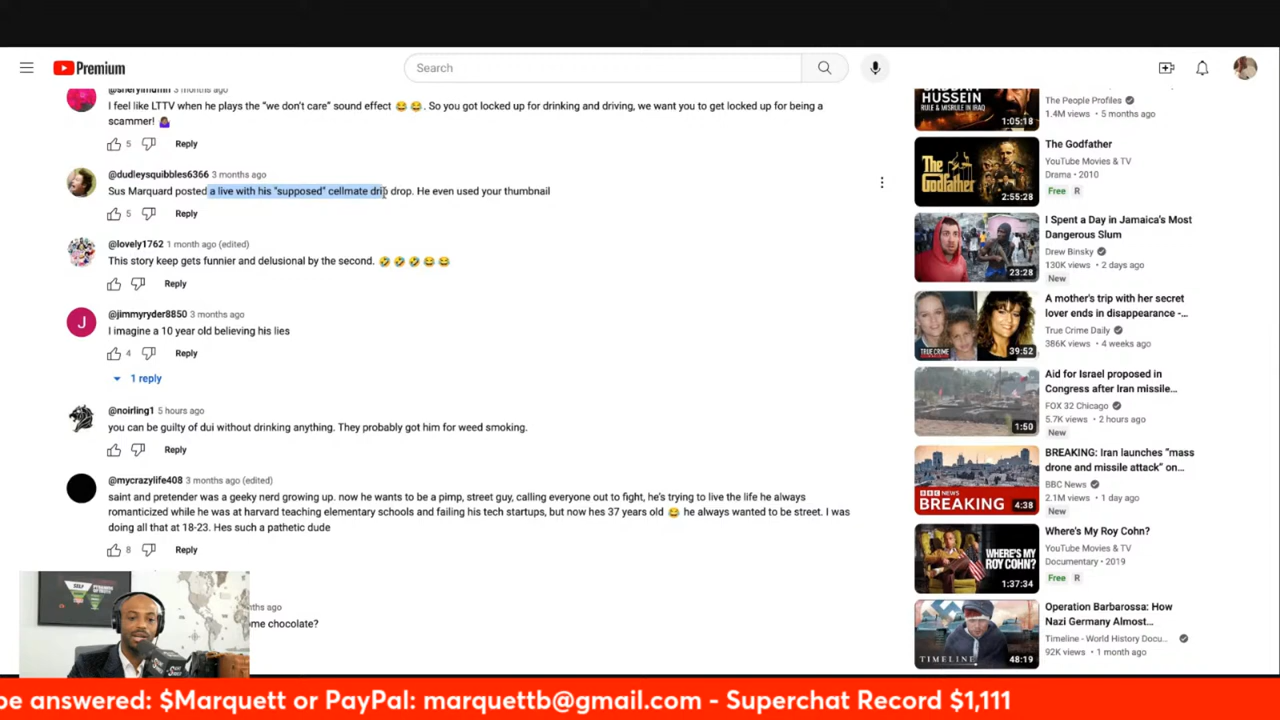 Premium
Search
@sherylmunn 3 months ago
I feel like LTTV when he plays the “we don't care” sound effect 😂 😂. So you got locked up for drinking and driving, we want you to get locked up for being a
scammer! 🤷🏾‍♀️
5 Reply
@dudleysquibbles6366 3 months ago
Sus Marquard posted a live with his "supposed" cellmate drip drop. He even used your thumbnail
5 Reply
@lovely1762 1 month ago (edited)
This story keep gets funnier and delusional by the second. 🤣 🤣 🤣 😂 😂
Reply
J
@jimmyryder8850 3 months ago
I imagine a 10 year old believing his lies
4 Reply
1 reply
@noirling1 5 hours ago
you can be guilty of dui without drinking anything. They probably got him for weed smoking.
Reply
@mycrazylife408 3 months ago (edited)
saint and pretender was a geeky nerd growing up. now he wants to be a pimp, street guy, calling everyone out to fight, he's trying to live the life he always
romanticized while he was at harvard teaching elementary schools and failing his tech startups, but now hes 37 years old 😂 he always wanted to be street. I was
doing all that at 18-23. Hes such a pathetic dude
8 Reply
ths ago
me chocolate?
HUSSEIN
RULE & MISRULE IN IRAQ
1:05:18
The People Profiles
1.4M views • 5 months ago
The
Godfather
2:55:28
The Godfather
Drama • 2010
Free R
23:28
I Spent a Day in Jamaica's Most
Dangerous Slum
Drew Binsky
130K views • 2 days ago
New
TRUE CRIME
39:52
A mother's trip with her secret
lover ends in disappearance -...
True Crime Daily
386K views • 4 weeks ago
1:50
Aid for Israel proposed in
Congress after Iran missile...
FOX 32 Chicago
5.7K views • 2 hours ago
New
BBC NEWS
BREAKING
4:38
BREAKING: Iran launches “mass
drone and missile attack” on...
BBC News
2.1M views • 1 day ago
New
WHERE'S MY
ROY COHN?
1:37:34
Where's My Roy Cohn?
YouTube Movies & TV
Documentary • 2019
Free R
TIMELINE
48:19
Operation Barbarossa: How
Nazi Germany Almost...
Timeline - World History Docu...
92K views • 1 month ago
be answered: $Marquett or PayPal: marquettb@gmail.com - Superchat Record $1,111